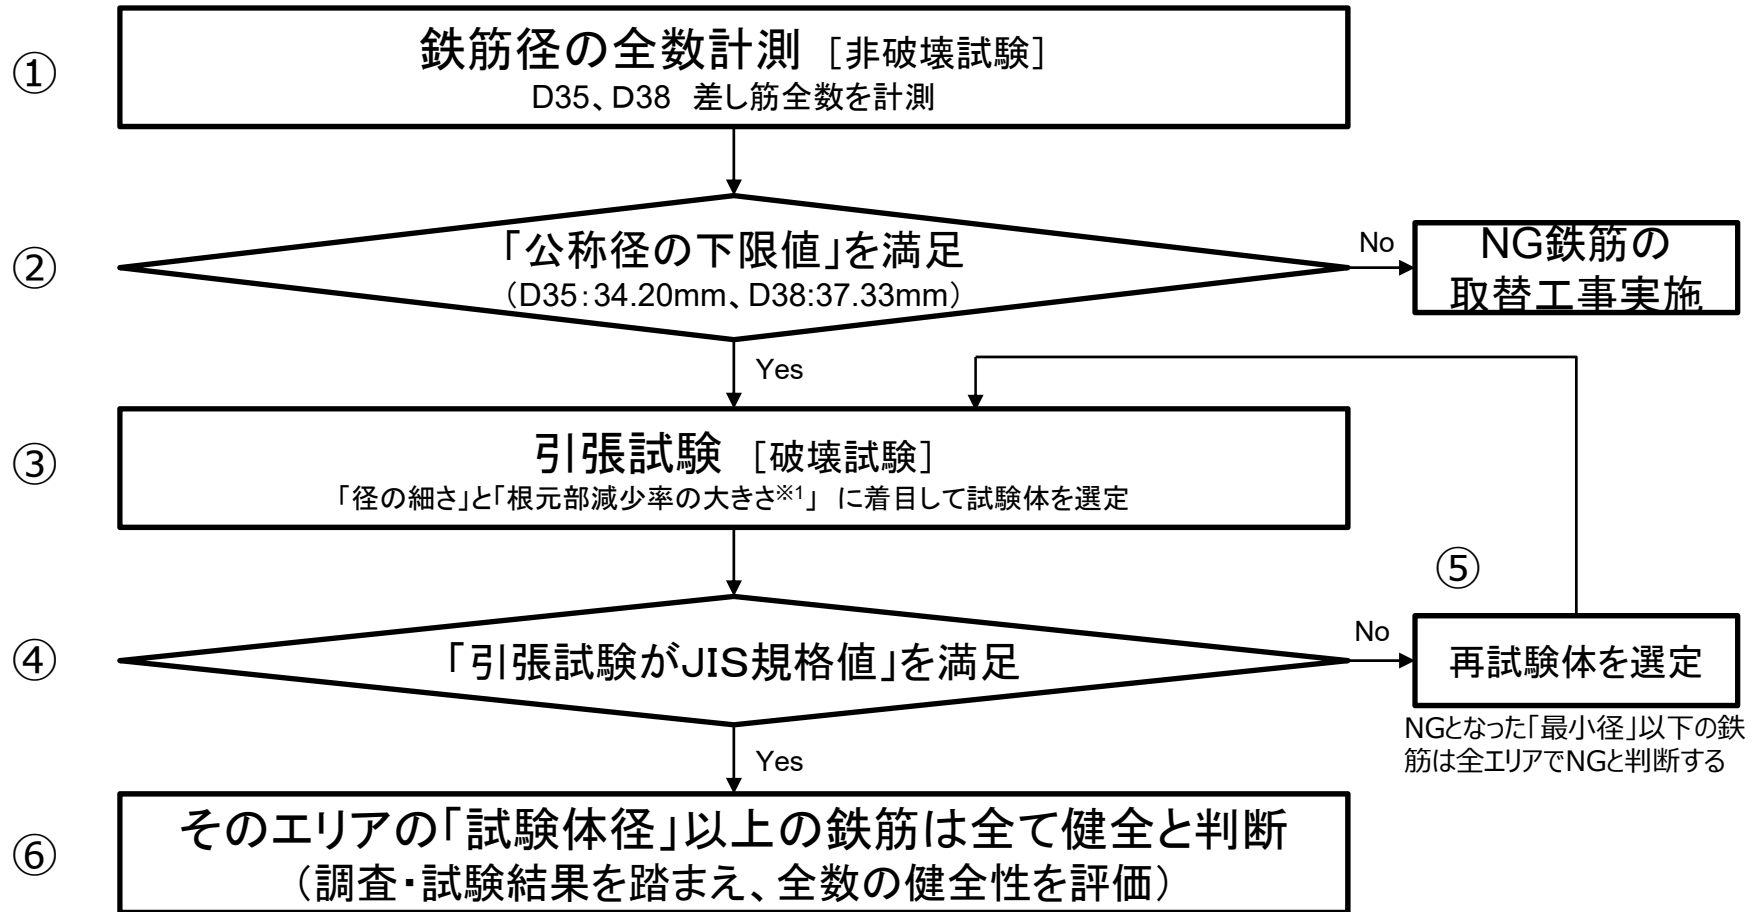 ①
鉄筋径の全数計測 ［非破壊試験］
D35、D38 差し筋全数を計測
②
「公称径の下限値」を満足
（D35：34.20mm、D38:37.33mm）
No
NG鉄筋の
取替工事実施
Yes
③
引張試験 ［破壊試験］
「径の細さ」と「根元部減少率の大きさ※1」 に着目して試験体を選定
④
「引張試験がJIS規格値」を満足
No
⑤
再試験体を選定
NGとなった「最小径」以下の鉄
筋は全エリアでNGと判断する
Yes
⑥
そのエリアの「試験体径」以上の鉄筋は全て健全と判断
（調査・試験結果を踏まえ、全数の健全性を評価）